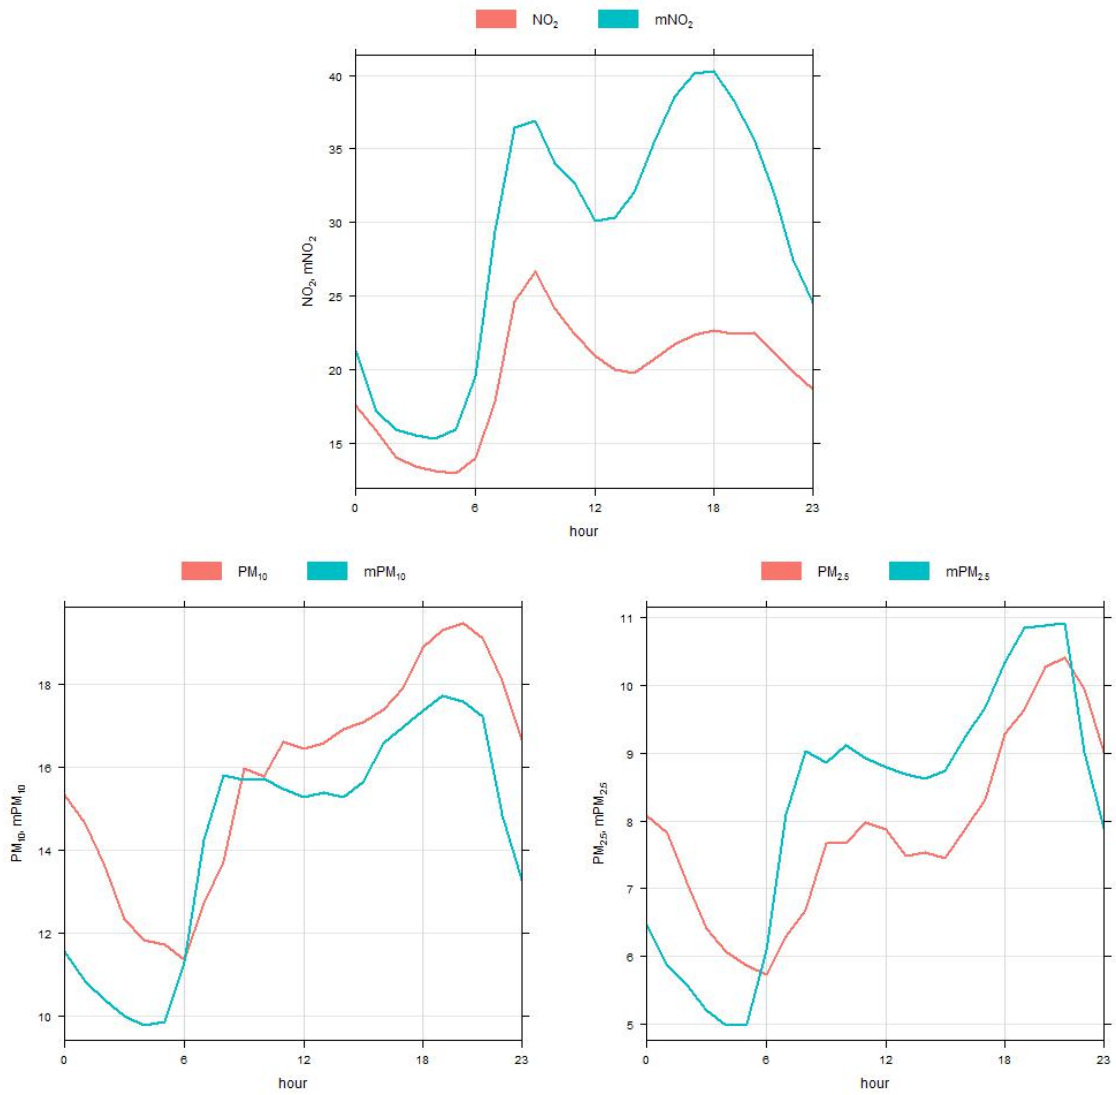 NO₂ mNO₂
40
35
30
25
20
15
NO₂, mNO₂
0 6 12 18 23
hour
PM₁₀ mPM₁₀
18
16
14
12
10
PM₁₀, mPM₁₀
0 6 12 18 23
hour
PM₂.₅ mPM₂.₅
11
10
9
8
7
6
5
PM₂.₅, mPM₂.₅
0 6 12 18 23
hour